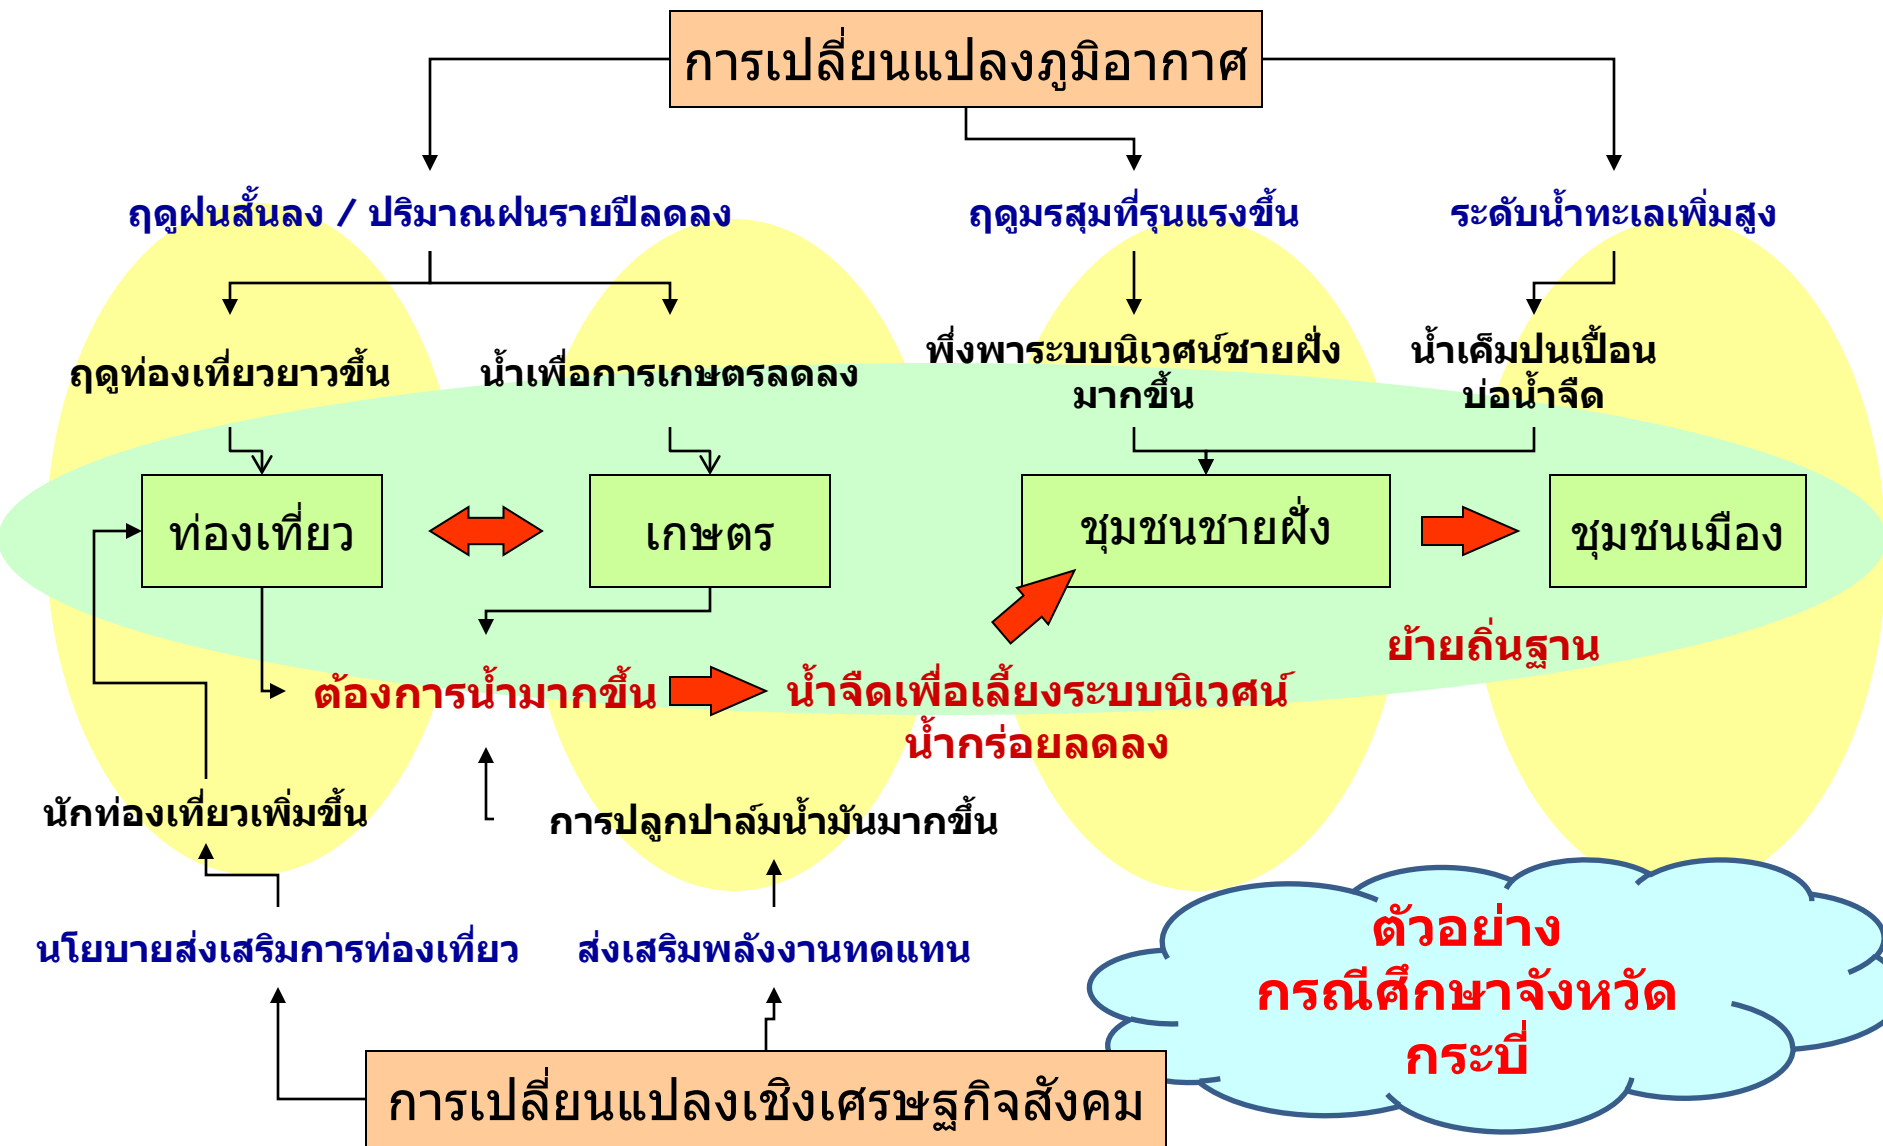 การเปลี่ยนแปลงภูมิอากาศ
ฤดูฝนสั้นลง / ปริมาณฝนรายปีลดลง
ฤดูมรสุมที่รุนแรงขึ้น
ระดับน้ำทะเลเพิ่มสูง
ฤดูท่องเที่ยวยาวขึ้น
น้ำเพื่อการเกษตรลดลง
พึ่งพาระบบนิเวศน์ชายฝั่ง
มากขึ้น
น้ำเค็มปนเปื้อน
บ่อน้ำจืด
ท่องเที่ยว
เกษตร
ชุมชนชายฝั่ง
ชุมชนเมือง
ย้ายถิ่นฐาน
ต้องการน้ำมากขึ้น
น้ำจืดเพื่อเลี้ยงระบบนิเวศน์
น้ำกร่อยลดลง
นักท่องเที่ยวเพิ่มขึ้น
การปลูกปาล์มน้ำมันมากขึ้น
นโยบายส่งเสริมการท่องเที่ยว
ส่งเสริมพลังงานทดแทน
ตัวอย่าง
กรณีศึกษาจังหวัด
กระบี่
การเปลี่ยนแปลงเชิงเศรษฐกิจสังคม